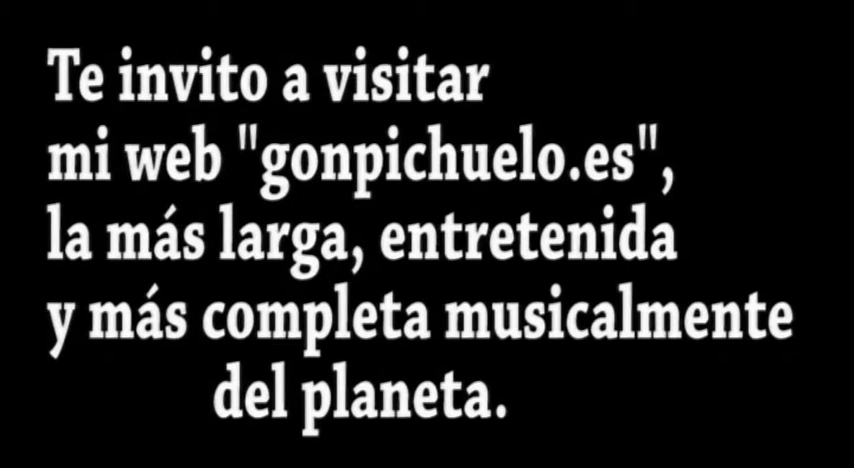 Te invito a visitar
mi web "gonpichuelo.es",
la más larga, entretenida
y más completa musicalmente
del planeta.